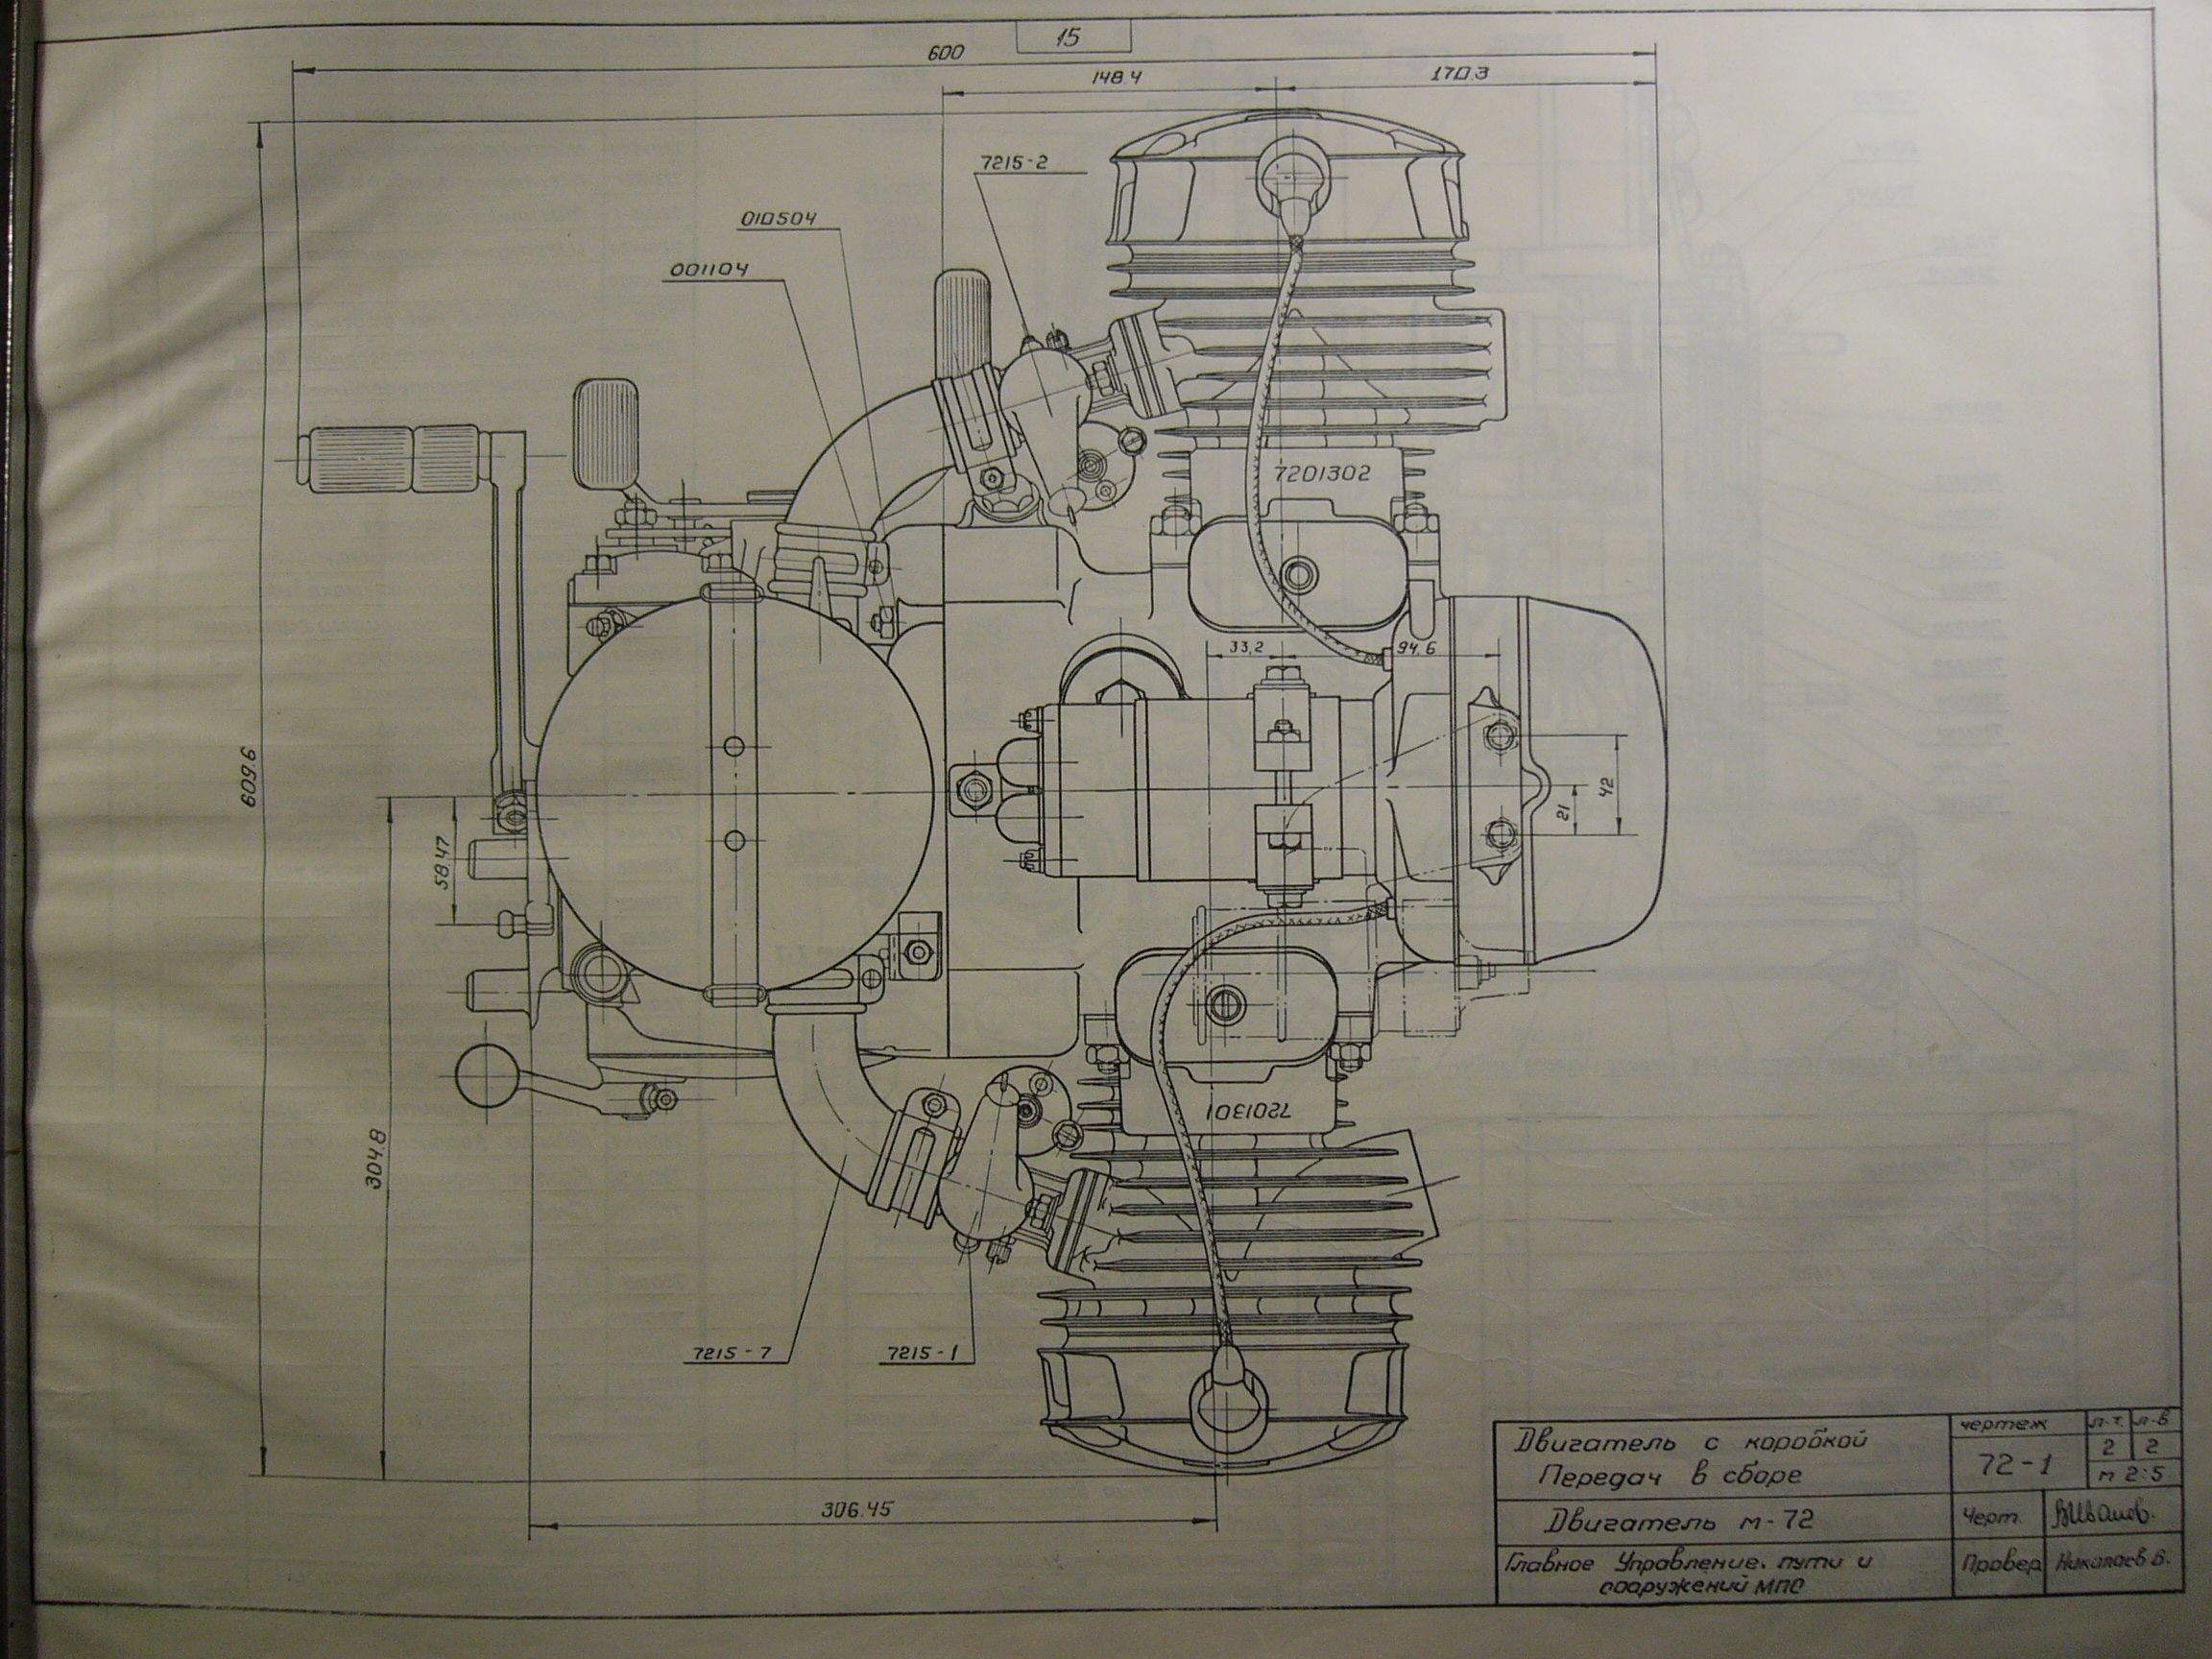 15
600
148.4
170.3
7215-2
010504
001104
7201302
33,2
94.6
609.6
42
21
58.47
304.8
7201301
7215-7
7215-1
306.45
Двигатель с коробкой
Передач в сборе
чертеж
л-т.
л-в
72-1
2
2
м 2:5
Двигатель м-72
Черт.
ВИванов.
Главное Управление. пути и
сооружений МПС
Провер
Николаев В.